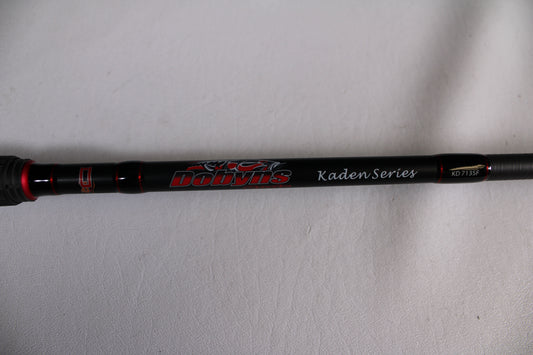 Dobyns
Kaden Series
KD 713SF